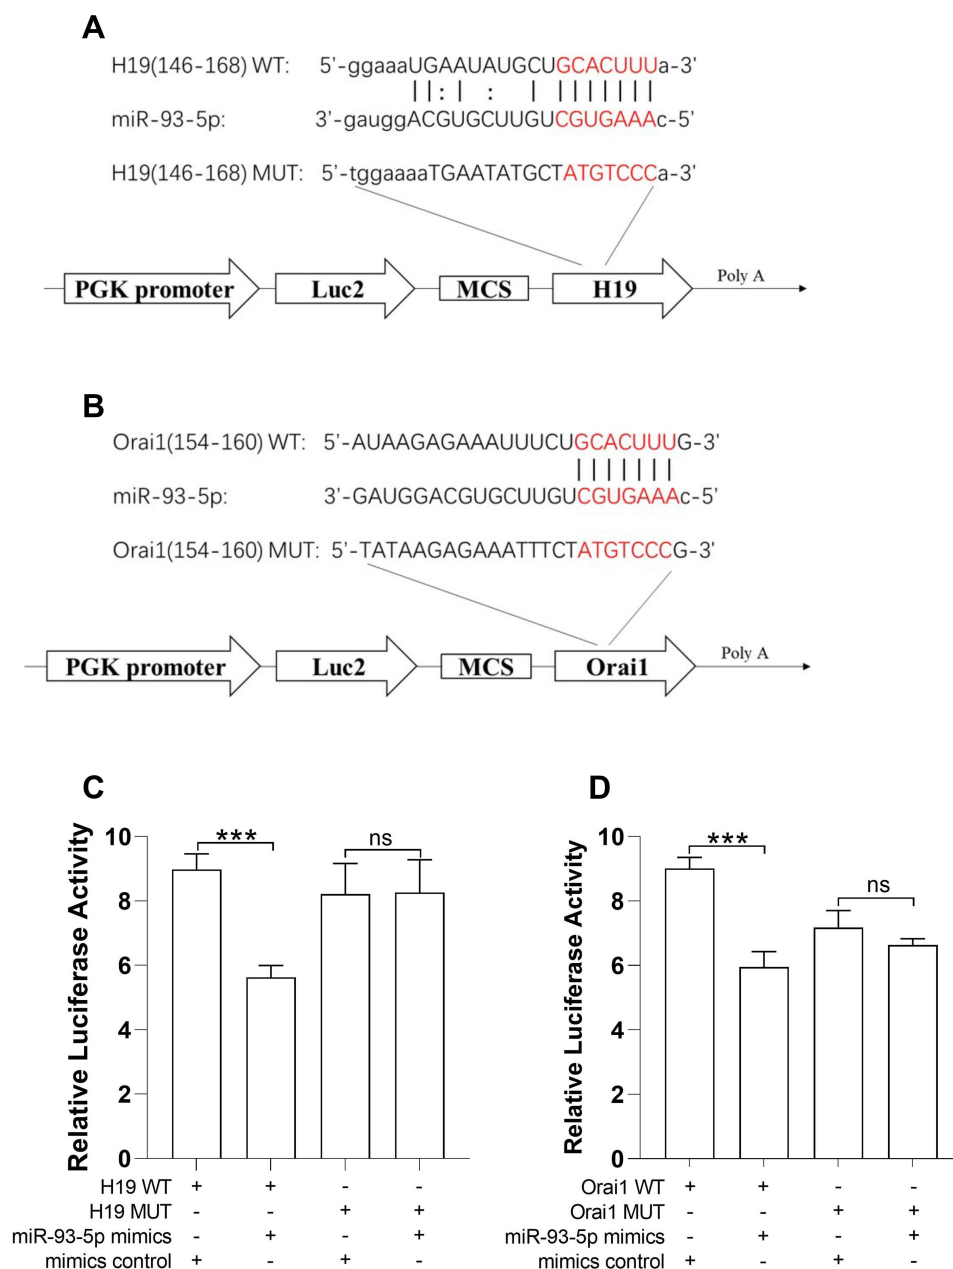 A
H19(146-168) WT: 5'-ggaaaUGAAUAUGCUGCACUUUa-3'
miR-93-5p: 3'-gauggACGUGCUUGUCGUGAAAc-5'
H19(146-168) MUT: 5'-tggaaaaTGAATATGCTATGTCCCa-3'
PGK promoter Luc2 MCS H19 Poly A
B
Orai1(154-160) WT: 5'-AUAAGAGAAAUUUCUGCACUUUG-3'
miR-93-5p: 3'-GAUGGACGUGCUUGUCGUGAAAc-5'
Orai1(154-160) MUT: 5'-TATAAGAGAAATTTCTATGTCCCG-3'
PGK promoter Luc2 MCS Orai1 Poly A
C
Relative Luciferase Activity
10
8
6
4
2
0
*** ns
H19 WT + + - -
H19 MUT - - + +
miR-93-5p mimics - + - +
mimics control + - + -
D
Relative Luciferase Activity
10
8
6
4
2
0
*** ns
Orai1 WT + + - -
Orai1 MUT - - + +
miR-93-5p mimics - + - +
mimics control + - + -